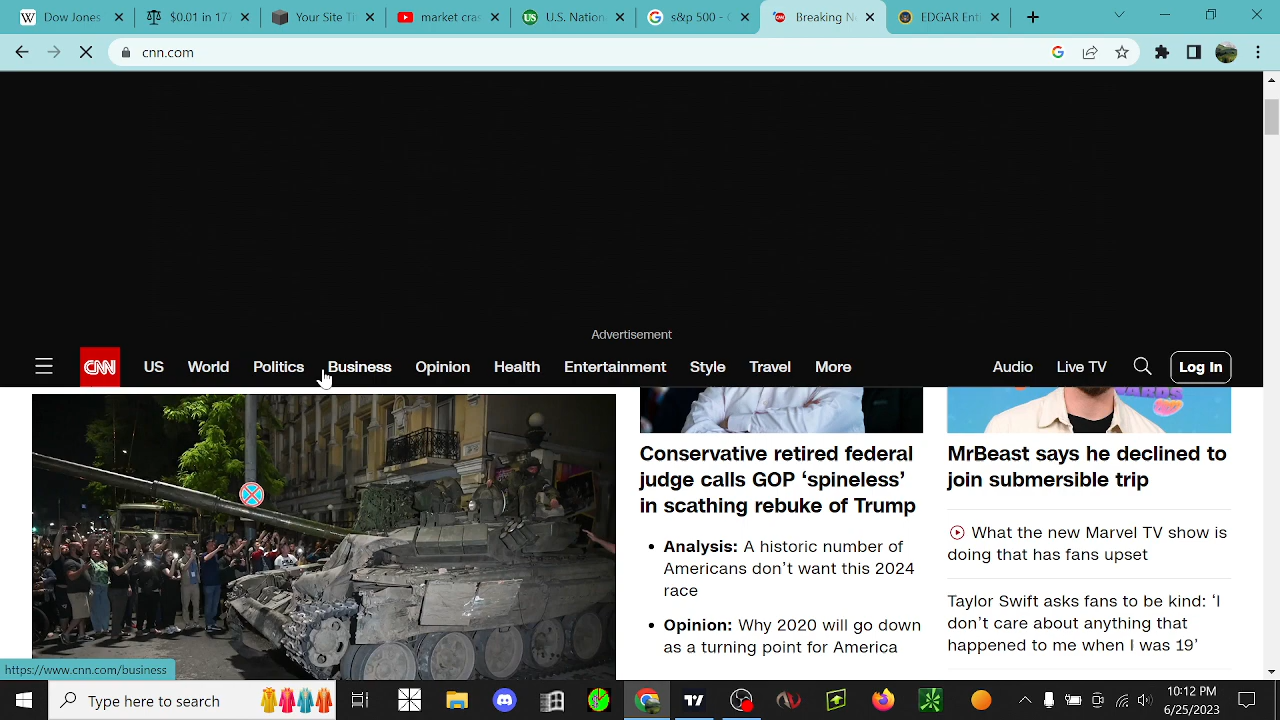 Dow Jones
$0.01 in 17
Your Site Ti
market cras
U.S. Nation
s&p 500 - G
Breaking N
EDGAR Ent
cnn.com
Advertisement
CNN US World Politics Business Opinion Health Entertainment Style Travel More Audio Live TV Log In
Conservative retired federal
judge calls GOP ‘spineless’
in scathing rebuke of Trump
• Analysis: A historic number of
Americans don’t want this 2024
race
• Opinion: Why 2020 will go down
as a turning point for America
MrBeast says he declined to
join submersible trip
What the new Marvel TV show is
doing that has fans upset
Taylor Swift asks fans to be kind: ‘I
don’t care about anything that
happened to me when I was 19’
https://www.cnn.com/business
Type here to search
10:12 PM
6/25/2023